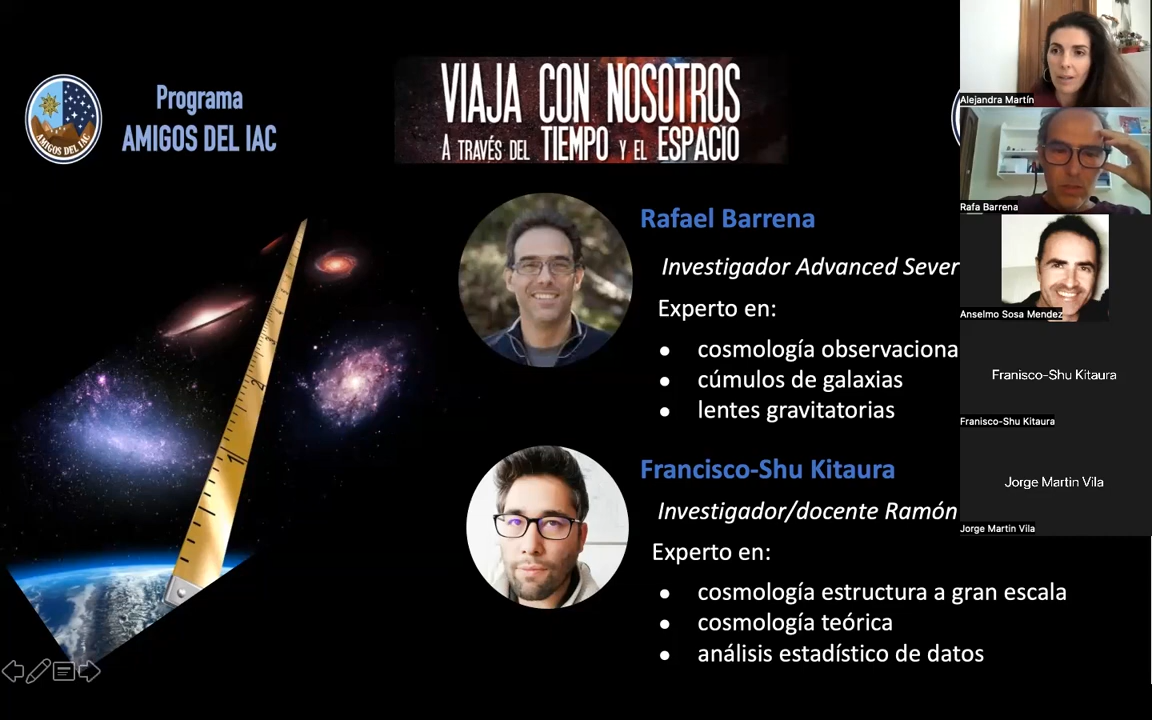 Programa
AMIGOS DEL IAC
AMIGOS DEL IAC
VIAJA CON NOSOTROS
A TRAVÉS DEL TIEMPO Y EL ESPACIO
Rafael Barrena
Investigador Advanced Sever
Experto en:
● cosmología observaciona
● cúmulos de galaxias
● lentes gravitatorias
Francisco-Shu Kitaura
Investigador/docente Ramón
Experto en:
● cosmología estructura a gran escala
● cosmología teórica
● análisis estadístico de datos
1
2
Alejandra Martín
Rafa Barrena
Anselmo Sosa Mendez
Franisco-Shu Kitaura
Franisco-Shu Kitaura
Jorge Martin Vila
Jorge Martin Vila